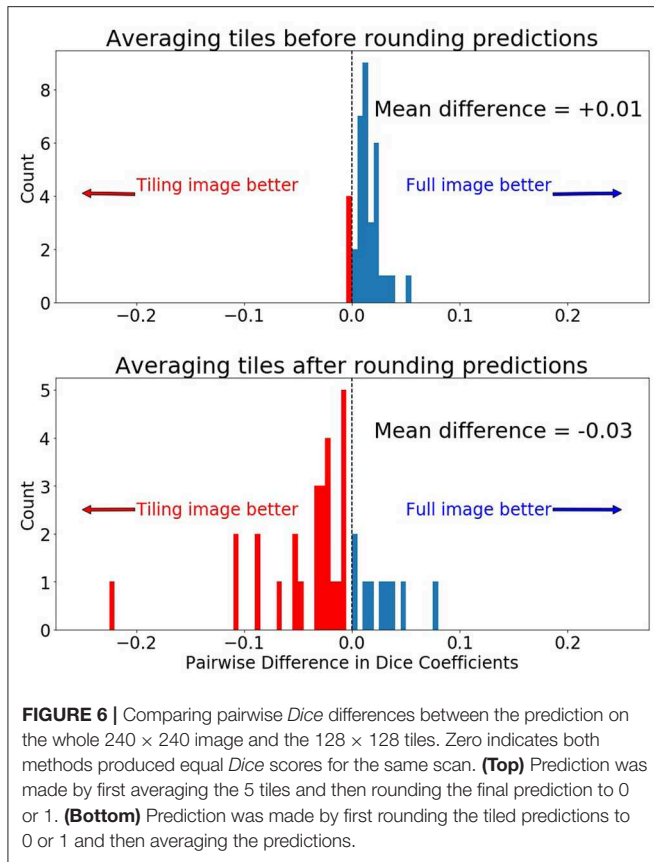 Averaging tiles before rounding predictions
Mean difference = +0.01
Tiling image better
Full image better
Count
8
6
4
2
0
−0.2
−0.1
0.0
0.1
0.2
Averaging tiles after rounding predictions
Mean difference = -0.03
Tiling image better
Full image better
Count
5
4
3
2
1
0
−0.2
−0.1
0.0
0.1
0.2
Pairwise Difference in Dice Coefficients
FIGURE 6 | Comparing pairwise Dice differences between the prediction on
the whole 240 × 240 image and the 128 × 128 tiles. Zero indicates both
methods produced equal Dice scores for the same scan. (Top) Prediction was
made by first averaging the 5 tiles and then rounding the final prediction to 0
or 1. (Bottom) Prediction was made by first rounding the tiled predictions to
0 or 1 and then averaging the predictions.